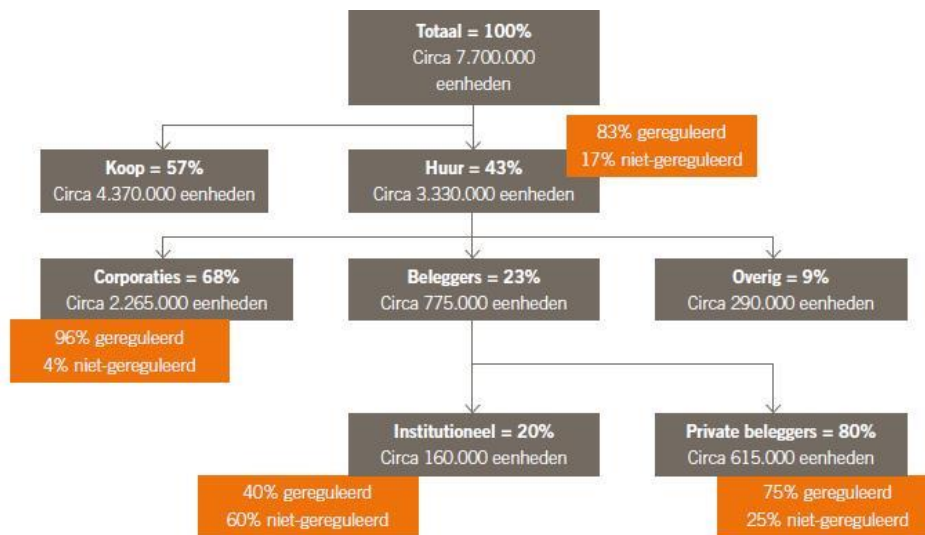 Totaal = 100%
Circa 7.700.000
eenheden
83% gereguleerd
17% niet-gereguleerd
Koop = 57%
Circa 4.370.000 eenheden
Huur = 43%
Circa 3.330.000 eenheden
Corporaties = 68%
Circa 2.265.000 eenheden
96% gereguleerd
4% niet-gereguleerd
Beleggers = 23%
Circa 775.000 eenheden
Overig = 9%
Circa 290.000 eenheden
Institutioneel = 20%
Circa 160.000 eenheden
40% gereguleerd
60% niet-gereguleerd
Private beleggers = 80%
Circa 615.000 eenheden
75% gereguleerd
25% niet-gereguleerd